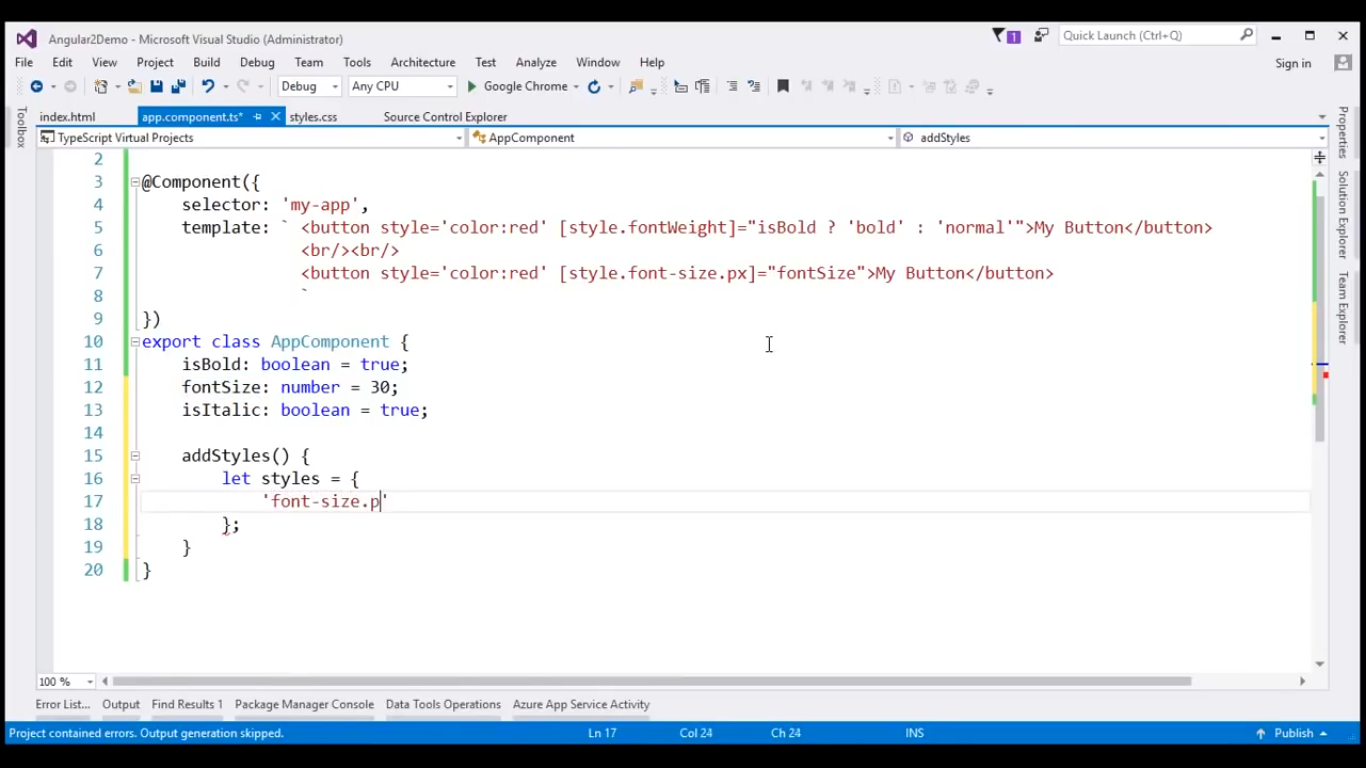 Angular2Demo - Microsoft Visual Studio (Administrator)
1
Quick Launch (Ctrl+Q)
File Edit View Project Build Debug Team Tools Architecture Test Analyze Window Help
Sign in
Debug Any CPU Google Chrome
Toolbox
index.html app.component.ts* styles.css Source Control Explorer
TypeScript Virtual Projects AppComponent addStyles
Properties
Solution Explorer
Team Explorer
2
3 @Component({
4 selector: 'my-app',
5 template: ` <button style='color:red' [style.fontWeight]="isBold ? 'bold' : 'normal'">My Button</button>
6 <br/><br/>
7 <button style='color:red' [style.font-size.px]="fontSize">My Button</button>
8 `
9 })
10 export class AppComponent {
11 isBold: boolean = true;
12 fontSize: number = 30;
13 isItalic: boolean = true;
14
15 addStyles() {
16 let styles = {
17 'font-size.p'
18 };
19 }
20 }
100 %
Error List... Output Find Results 1 Package Manager Console Data Tools Operations Azure App Service Activity
Project contained errors. Output generation skipped. Ln 17 Col 24 Ch 24 INS Publish